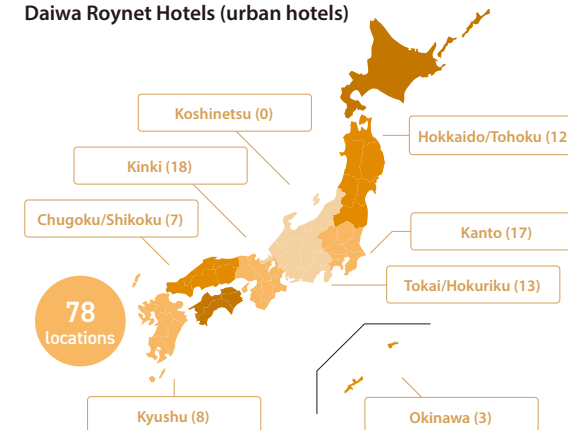 Daiwa Roynet Hotels (urban hotels)
Koshinetsu (0)
Hokkaido/Tohoku (12
Kinki (18)
Chugoku/Shikoku (7)
Kanto (17)
Tokai/Hokuriku (13)
78
locations
Kyushu (8)
Okinawa (3)